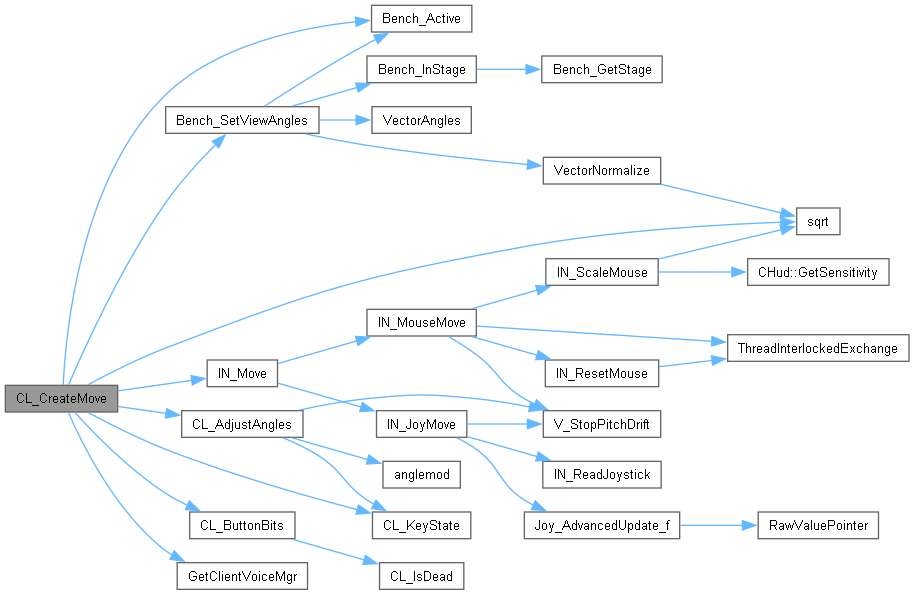 Bench_Active
Bench_InStage
Bench_GetStage
Bench_SetViewAngles
VectorAngles
VectorNormalize
sqrt
IN_ScaleMouse
CHud::GetSensitivity
IN_MouseMove
ThreadInterlockedExchange
IN_Move
IN_ResetMouse
CL_CreateMove
CL_AdjustAngles
IN_JoyMove
V_StopPitchDrift
anglemod
IN_ReadJoystick
CL_ButtonBits
CL_KeyState
Joy_AdvancedUpdate_f
RawValuePointer
GetClientVoiceMgr
CL_IsDead